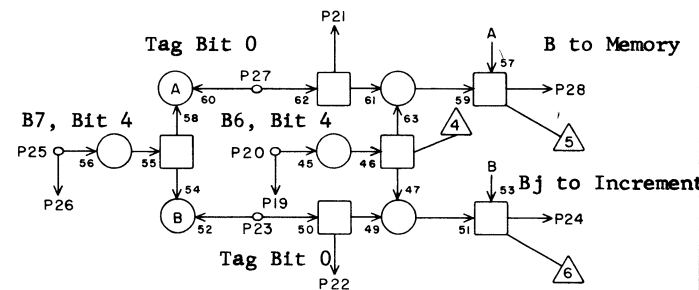 P21
Tag Bit 0
A
B to Memory
57
P27
A
60
62
61
59
P28
58
63
B7, Bit 4
B6, Bit 4
4
5
P25
56
55
P20
45
46
P26
54
P19
47
B
53
Bj to Increment
B
52
P23
50
49
51
P24
Tag Bit 0
P22
6